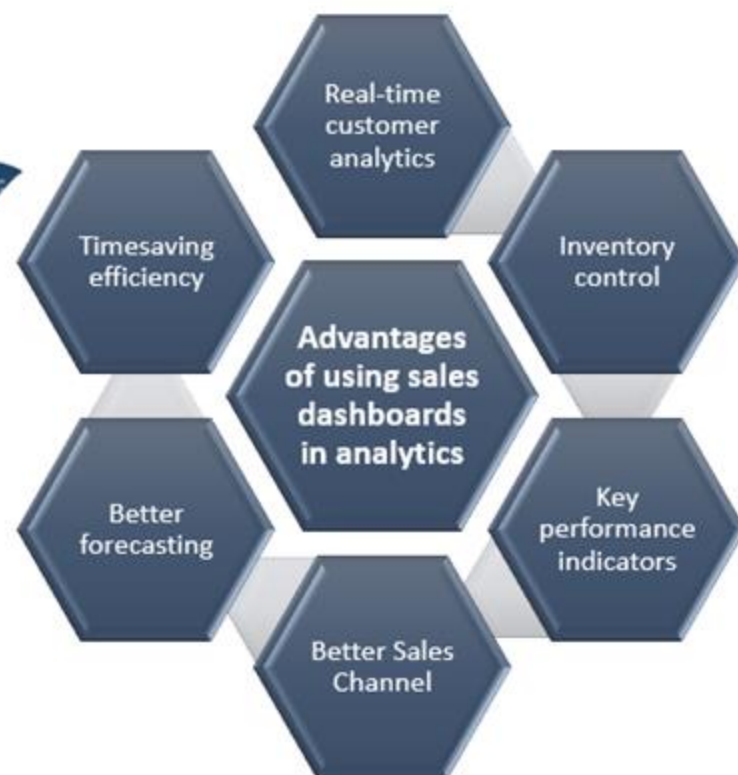 Real-time
customer
analytics
Timesaving
efficiency
Inventory
control
Advantages
of using sales
dashboards
in analytics
Better
forecasting
Key
performance
indicators
Better Sales
Channel